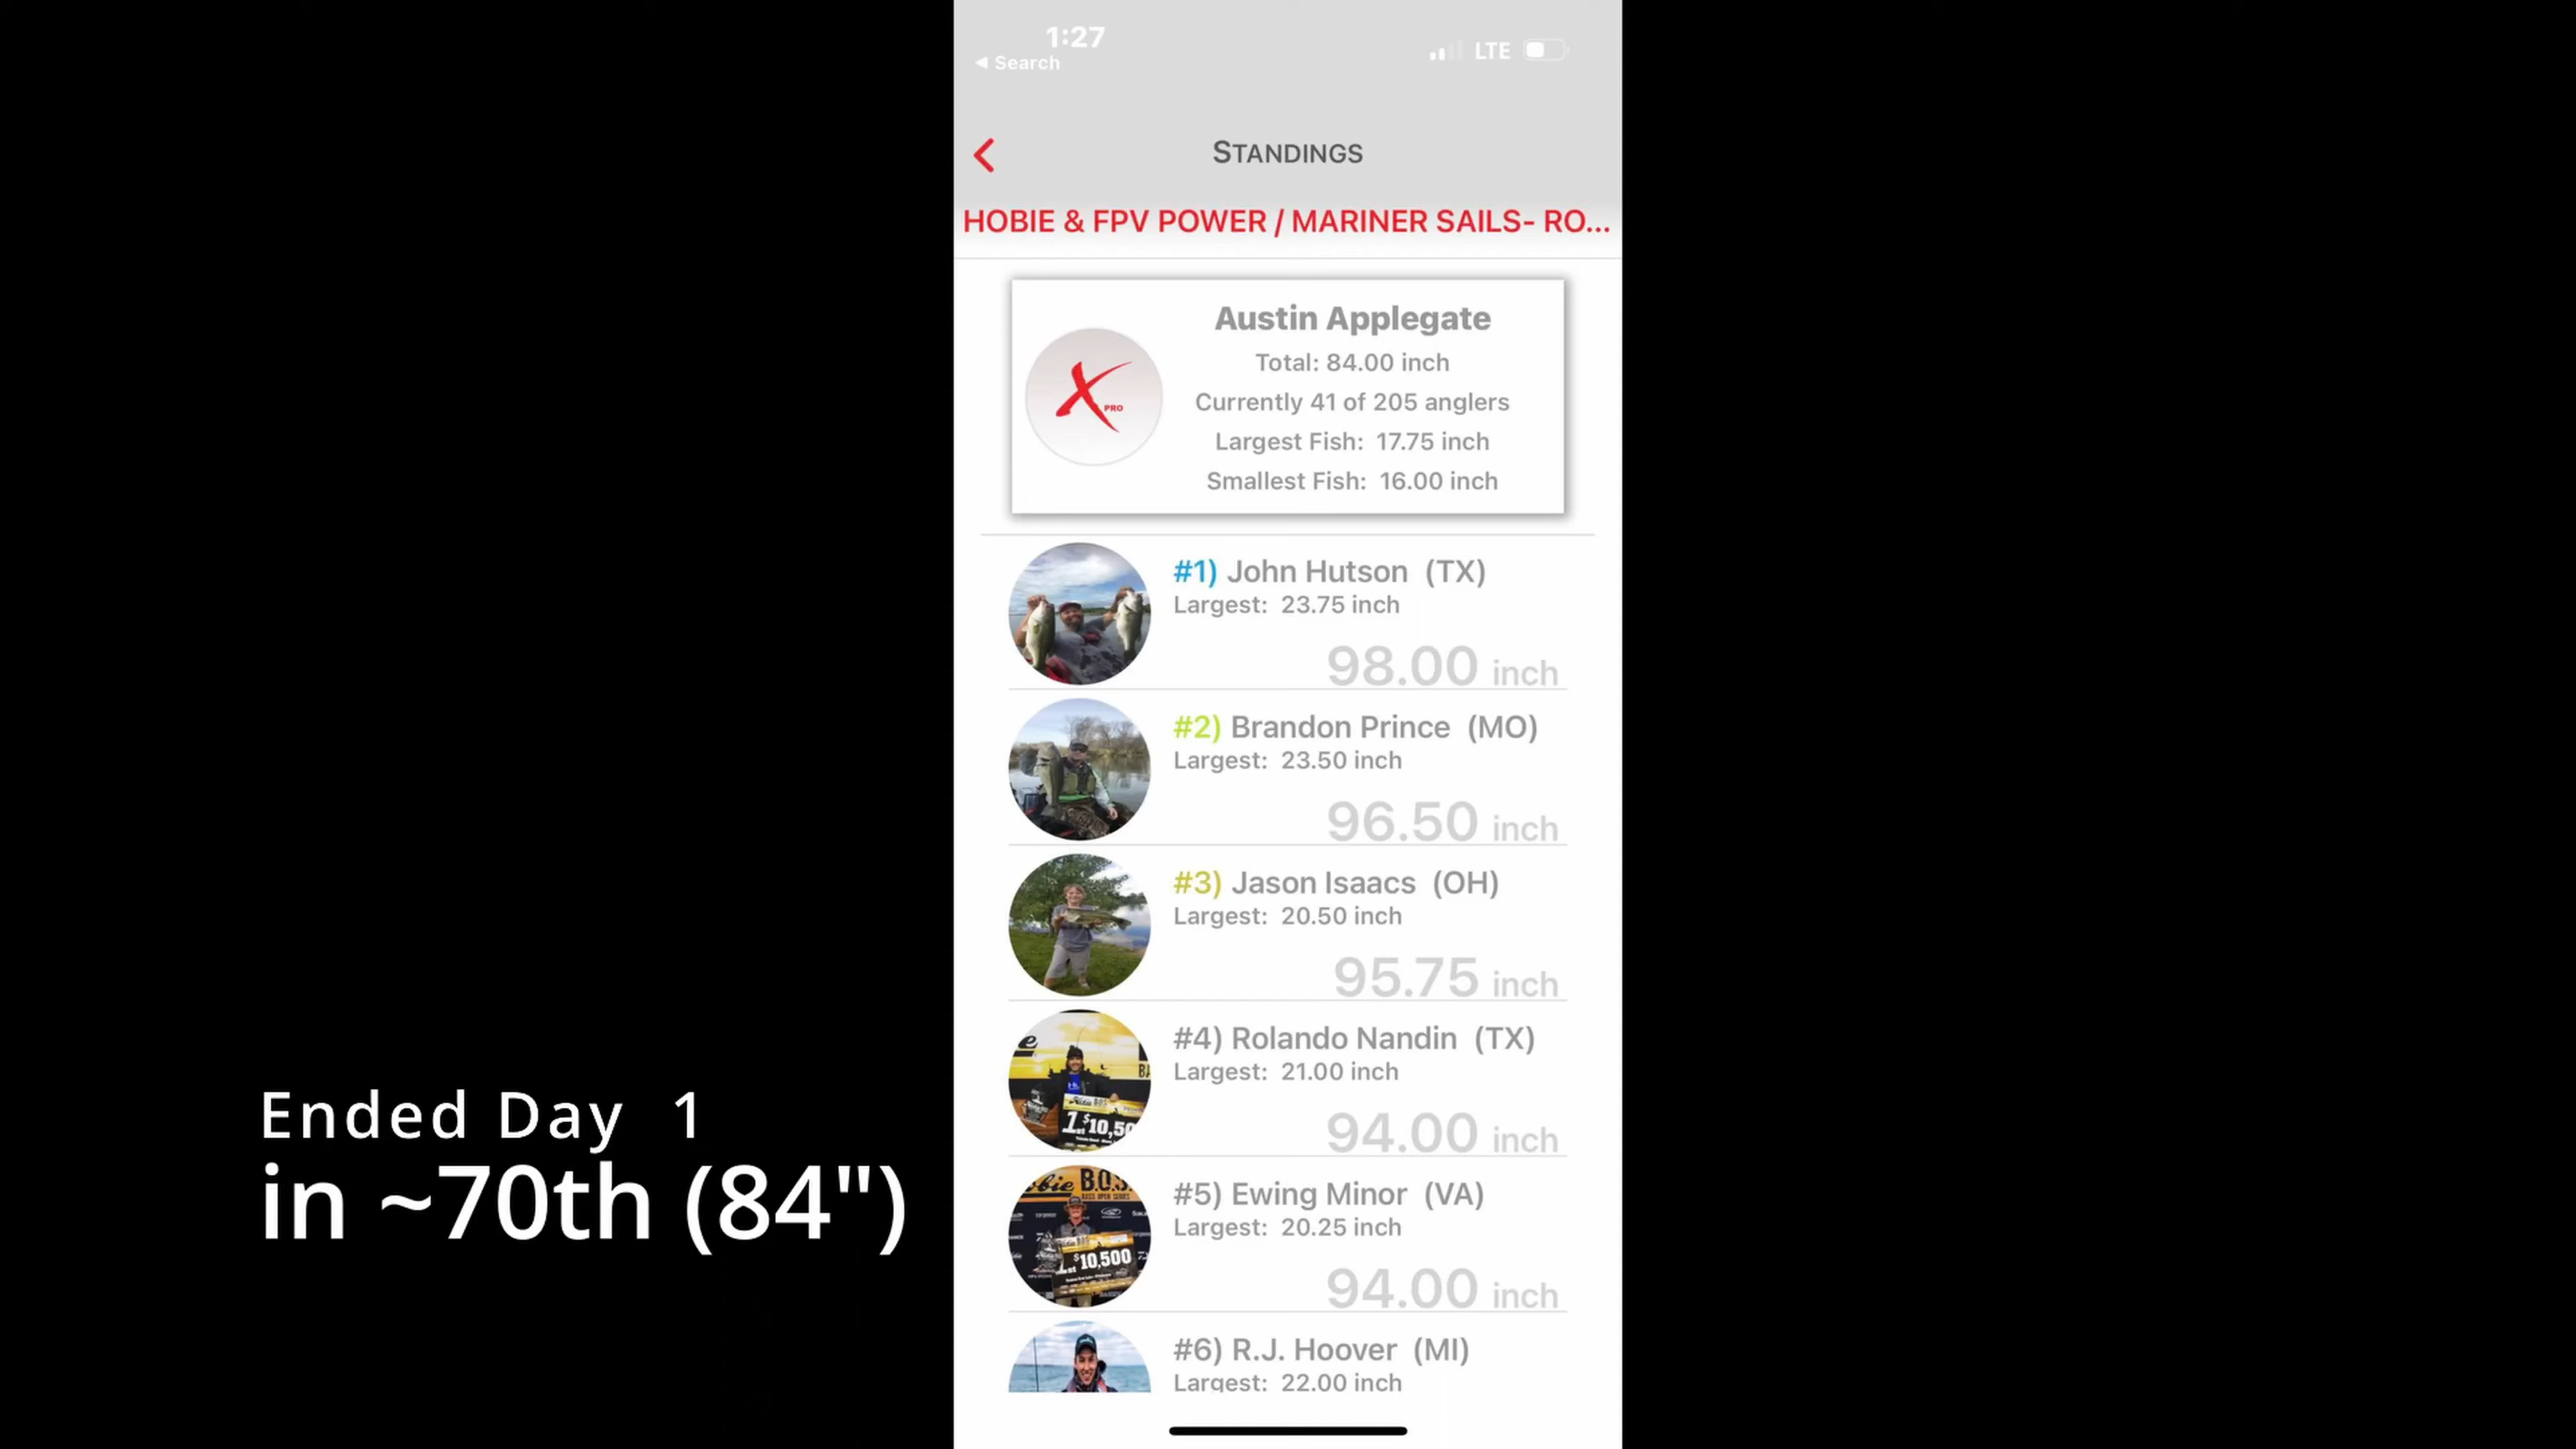 1:27
Search
LTE
STANDINGS
HOBIE & FPV POWER / MARINER SAILS- RO...
X PRO
Austin Applegate
Total: 84.00 inch
Currently 41 of 205 anglers
Largest Fish: 17.75 inch
Smallest Fish: 16.00 inch
#1) John Hutson (TX)
Largest: 23.75 inch
98.00 inch
#2) Brandon Prince (MO)
Largest: 23.50 inch
96.50 inch
#3) Jason Isaacs (OH)
Largest: 20.50 inch
95.75 inch
#4) Rolando Nandin (TX)
Largest: 21.00 inch
94.00 inch
#5) Ewing Minor (VA)
Largest: 20.25 inch
94.00 inch
B.O.S.
1st $10,500
#6) R.J. Hoover (MI)
Largest: 22.00 inch
Ended Day 1
in ~70th (84")